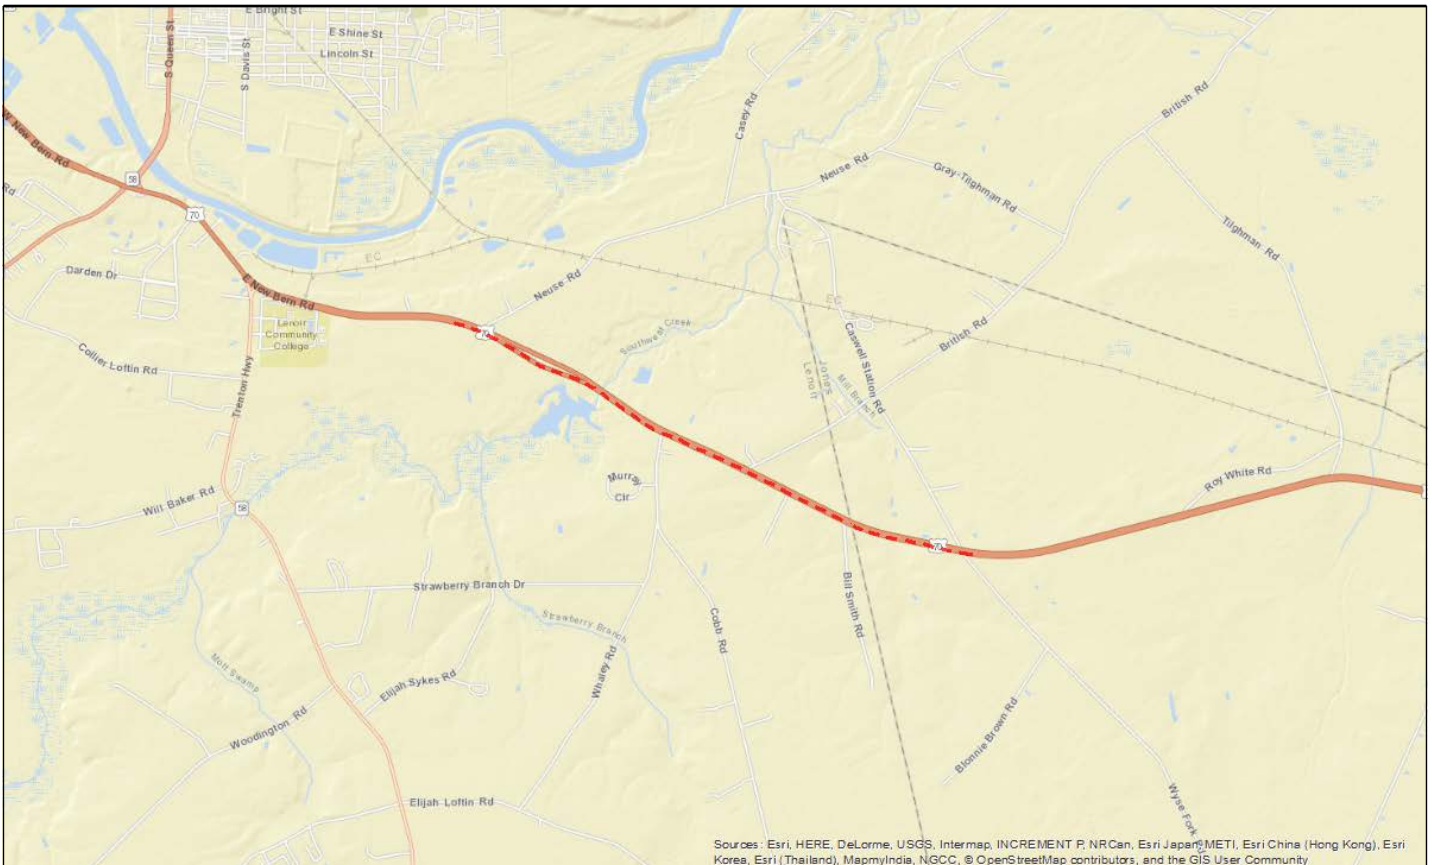 E Bright St
E Shine St
Lincoln St
S Queen St
S Davis St
W New Bern Rd
58
Rd
70
EC
Darden Dr
E New Bern Rd
Lenoir
Community
College
Collier Loftin Rd
Trenton Hwy
Casey Rd
Neuse Rd
British Rd
Gray-Tilghman Rd
Tilghman Rd
Neuse Rd
70
Southwest Creek
Caswell Station Rd
British Rd
Jones
Lenoir
Mill Branch
Murray
Cir
Roy White Rd
Will Baker Rd
58
70
Strawberry Branch Dr
Strawberry Branch
Bill Smith Rd
Cobb Rd
Whaley Rd
Mott Swamp
Elijah Sykes Rd
Woodington Rd
Blonnie Brown Rd
Elijah Loftin Rd
Wyse Fork Rd
Sources: Esri, HERE, DeLorme, USGS, Intermap, INCREMENT P, NRCan, Esri Japan, METI, Esri China (Hong Kong), Esri
Korea, Esri (Thailand), MapmyIndia, NGCC, © OpenStreetMap contributors, and the GIS User Community